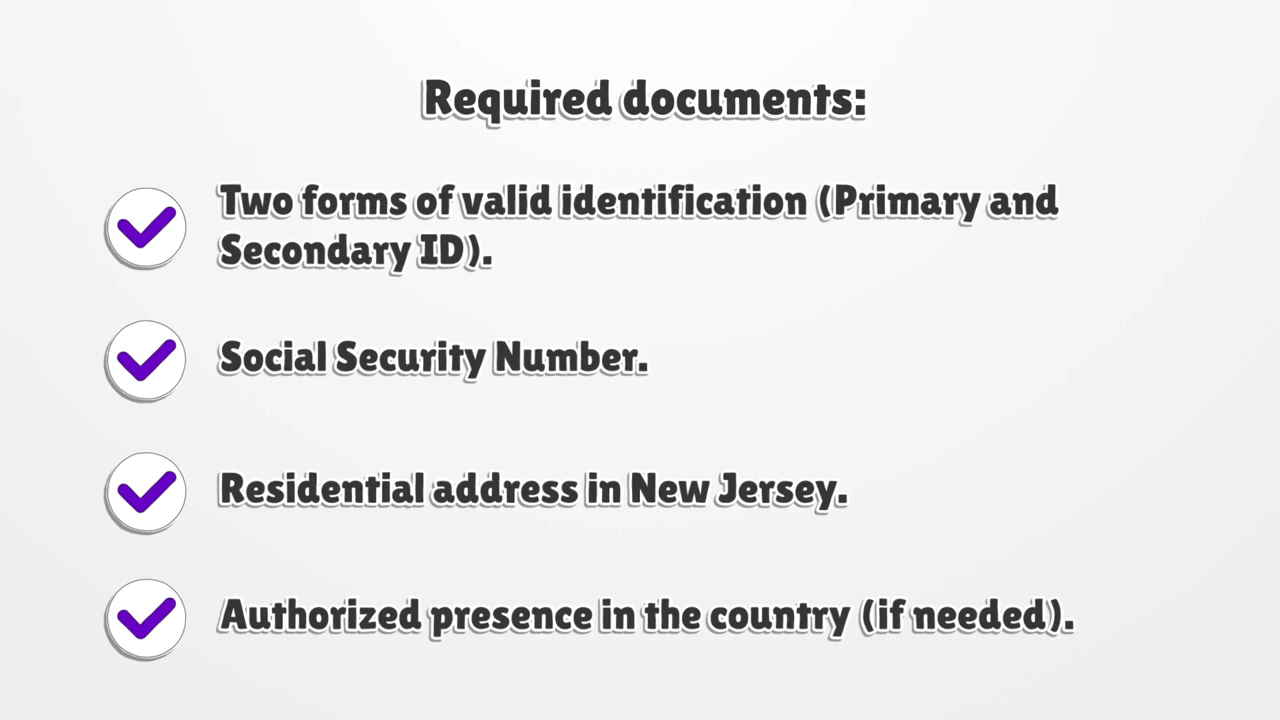 Required documents:
Two forms of valid identification (Primary and
Secondary ID).
Social Security Number.
Residential address in New Jersey.
Authorized presence in the country (if needed).